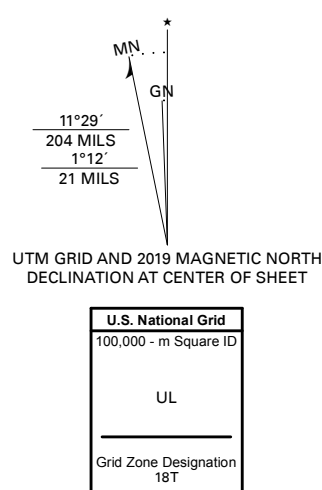 ★
MN
GN
11°29´
204 MILS
1°12´
21 MILS
UTM GRID AND 2019 MAGNETIC NORTH
DECLINATION AT CENTER OF SHEET
U.S. National Grid
100,000 - m Square ID
UL
Grid Zone Designation
18T